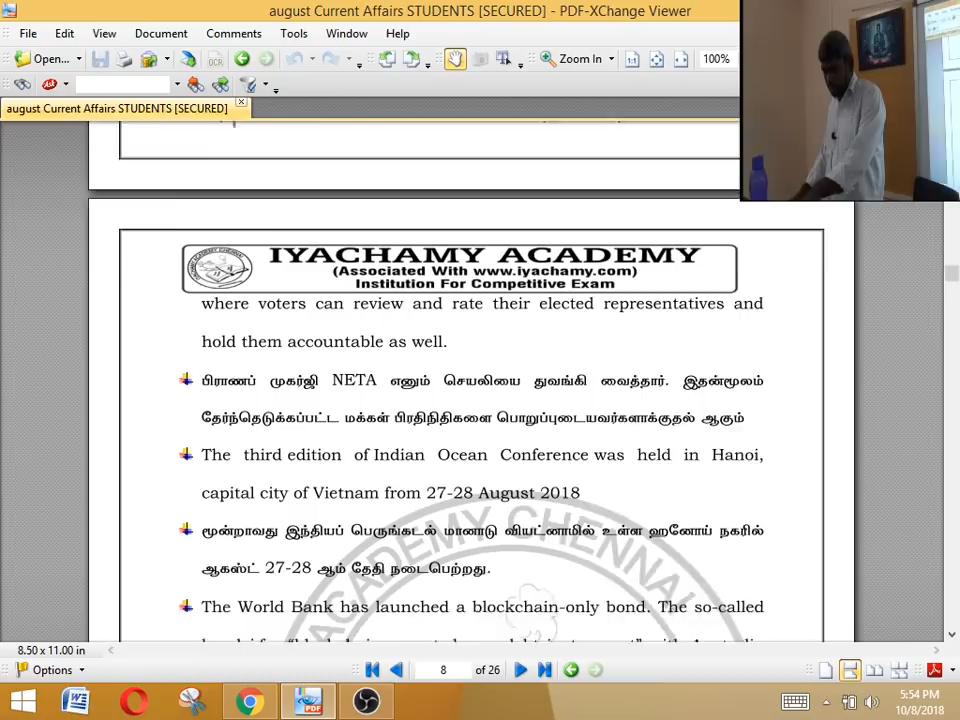 august Current Affairs STUDENTS [SECURED] - PDF-XChange Viewer
File Edit View Document Comments Tools Window Help
Open... OCR Zoom In 1:1 100%
august Current Affairs STUDENTS [SECURED] x
IYACHAMY ACADEMY
(Associated With www.iyachamy.com)
Institution For Competitive Exam
where voters can review and rate their elected representatives and
hold them accountable as well.
பிராணப் முகர்ஜி NETA எனும் செயலியை துவங்கி வைத்தார். இதன்மூலம்
தேர்ந்தெடுக்கப்பட்ட மக்கள் பிரதிநிதிகளை பொறுப்புடையவர்களாக்குதல் ஆகும்
The third edition of Indian Ocean Conference was held in Hanoi,
capital city of Vietnam from 27-28 August 2018
மூன்றாவது இந்தியப் பெருங்கடல் மானாடு வியட்னாமில் உள்ள ஹனோய் நகரில்
ஆகஸ்ட் 27-28 ஆம் தேதி நடைபெற்றது.
The World Bank has launched a blockchain-only bond. The so-called
ACADEMY CHENNAI
8.50 x 11.00 in
Options 8 of 26
PDF
5:54 PM
10/8/2018